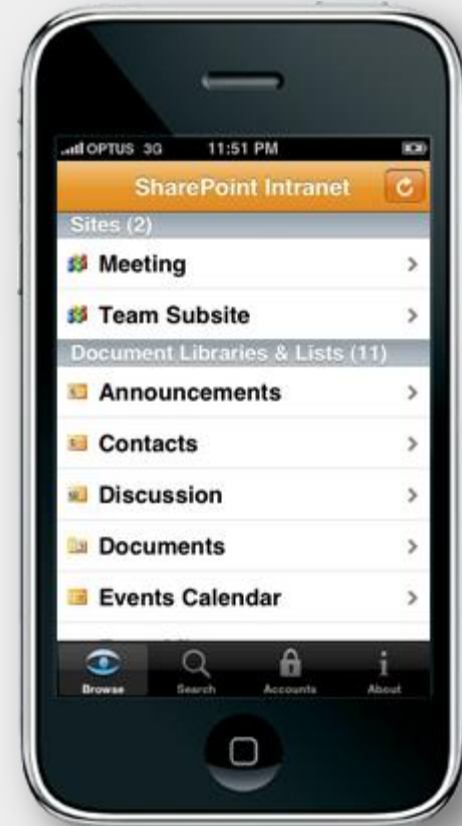 OPTUS 3G 11:51 PM
SharePoint Intranet
Sites (2)
Meeting
Team Subsite
Document Libraries & Lists (11)
Announcements
Contacts
Discussion
Documents
Events Calendar
Browse Search Accounts About